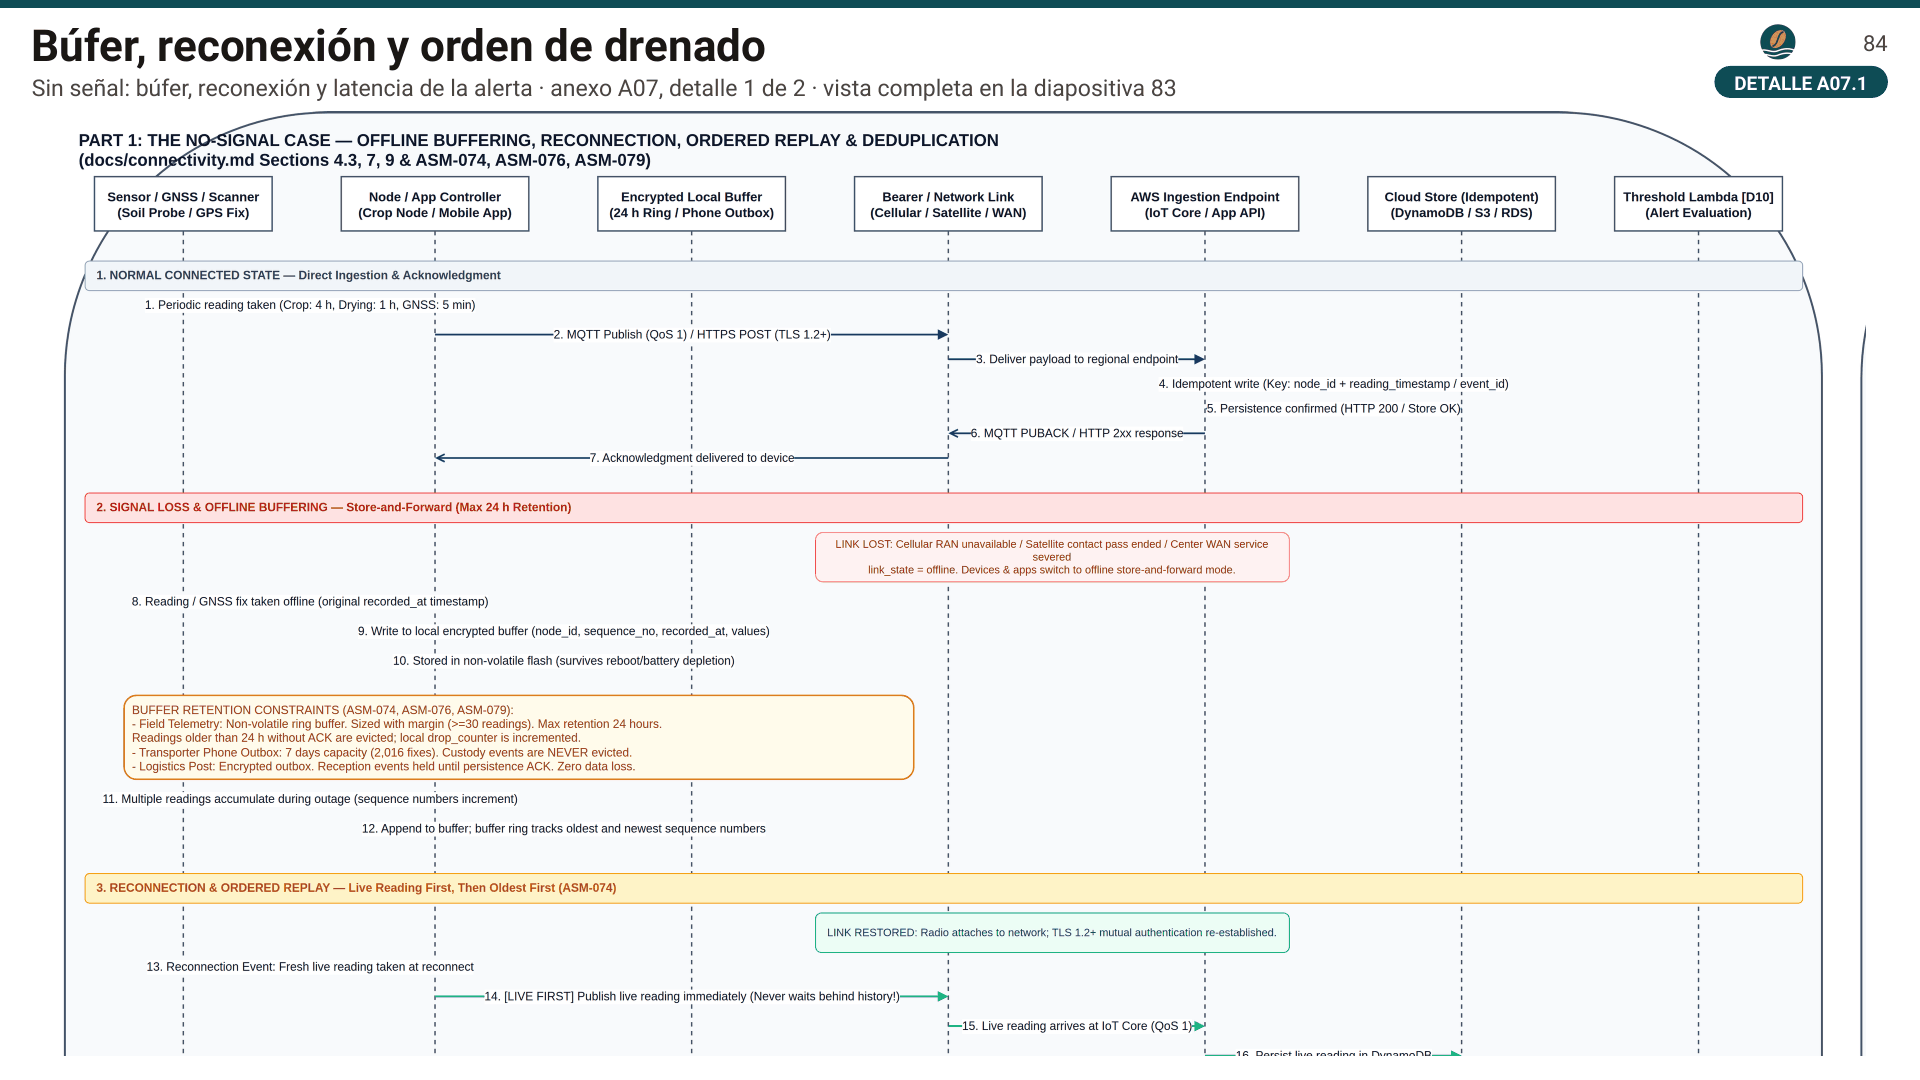 Búfer, reconexión y orden de drenado
84
Sin señal: búfer, reconexión y latencia de la alerta · anexo A07, detalle 1 de 2 · vista completa en la diapositiva 83
DETALLE A07.1
PART 1: THE NO-SIGNAL CASE — OFFLINE BUFFERING, RECONNECTION, ORDERED REPLAY & DEDUPLICATION
(docs/connectivity.md Sections 4.3, 7, 9 & ASM-074, ASM-076, ASM-079)
Sensor / GNSS / Scanner
(Soil Probe / GPS Fix)
Node / App Controller
(Crop Node / Mobile App)
Encrypted Local Buffer
(24 h Ring / Phone Outbox)
Bearer / Network Link
(Cellular / Satellite / WAN)
AWS Ingestion Endpoint
(IoT Core / App API)
Cloud Store (Idempotent)
(DynamoDB / S3 / RDS)
Threshold Lambda [D10]
(Alert Evaluation)
1. NORMAL CONNECTED STATE — Direct Ingestion & Acknowledgment
1. Periodic reading taken (Crop: 4 h, Drying: 1 h, GNSS: 5 min)
2. MQTT Publish (QoS 1) / HTTPS POST (TLS 1.2+)
3. Deliver payload to regional endpoint
4. Idempotent write (Key: node_id + reading_timestamp / event_id)
5. Persistence confirmed (HTTP 200 / Store OK)
6. MQTT PUBACK / HTTP 2xx response
7. Acknowledgment delivered to device
2. SIGNAL LOSS & OFFLINE BUFFERING — Store-and-Forward (Max 24 h Retention)
LINK LOST: Cellular RAN unavailable / Satellite contact pass ended / Center WAN service
severed
link_state = offline. Devices & apps switch to offline store-and-forward mode.
8. Reading / GNSS fix taken offline (original recorded_at timestamp)
9. Write to local encrypted buffer (node_id, sequence_no, recorded_at, values)
10. Stored in non-volatile flash (survives reboot/battery depletion)
BUFFER RETENTION CONSTRAINTS (ASM-074, ASM-076, ASM-079):
- Field Telemetry: Non-volatile ring buffer. Sized with margin (>=30 readings). Max retention 24 hours.
Readings older than 24 h without ACK are evicted; local drop_counter is incremented.
- Transporter Phone Outbox: 7 days capacity (2,016 fixes). Custody events are NEVER evicted.
- Logistics Post: Encrypted outbox. Reception events held until persistence ACK. Zero data loss.
11. Multiple readings accumulate during outage (sequence numbers increment)
12. Append to buffer; buffer ring tracks oldest and newest sequence numbers
3. RECONNECTION & ORDERED REPLAY — Live Reading First, Then Oldest First (ASM-074)
LINK RESTORED: Radio attaches to network; TLS 1.2+ mutual authentication re-established.
13. Reconnection Event: Fresh live reading taken at reconnect
14. [LIVE FIRST] Publish live reading immediately (Never waits behind history!)
15. Live reading arrives at IoT Core (QoS 1)
16. Persist live reading in DynamoDB